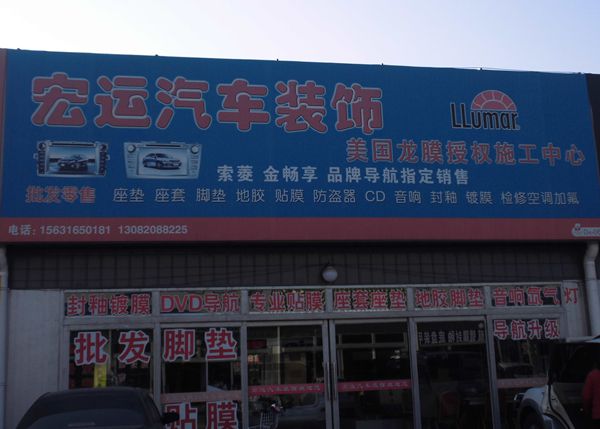 宏运汽车装饰
LLumar
美国龙膜授权施工中心
索菱 金畅享 品牌导航指定销售
批发零售 座垫 座套 脚垫 地胶 贴膜 防盗器 CD 音响 封釉 镀膜 检修空调加氟
电话:15631650181 13082088225
封釉镀膜 DVD导航 专业贴膜 座套座垫 地胶脚垫 音响氙气灯
批发脚垫
导航升级
贴膜